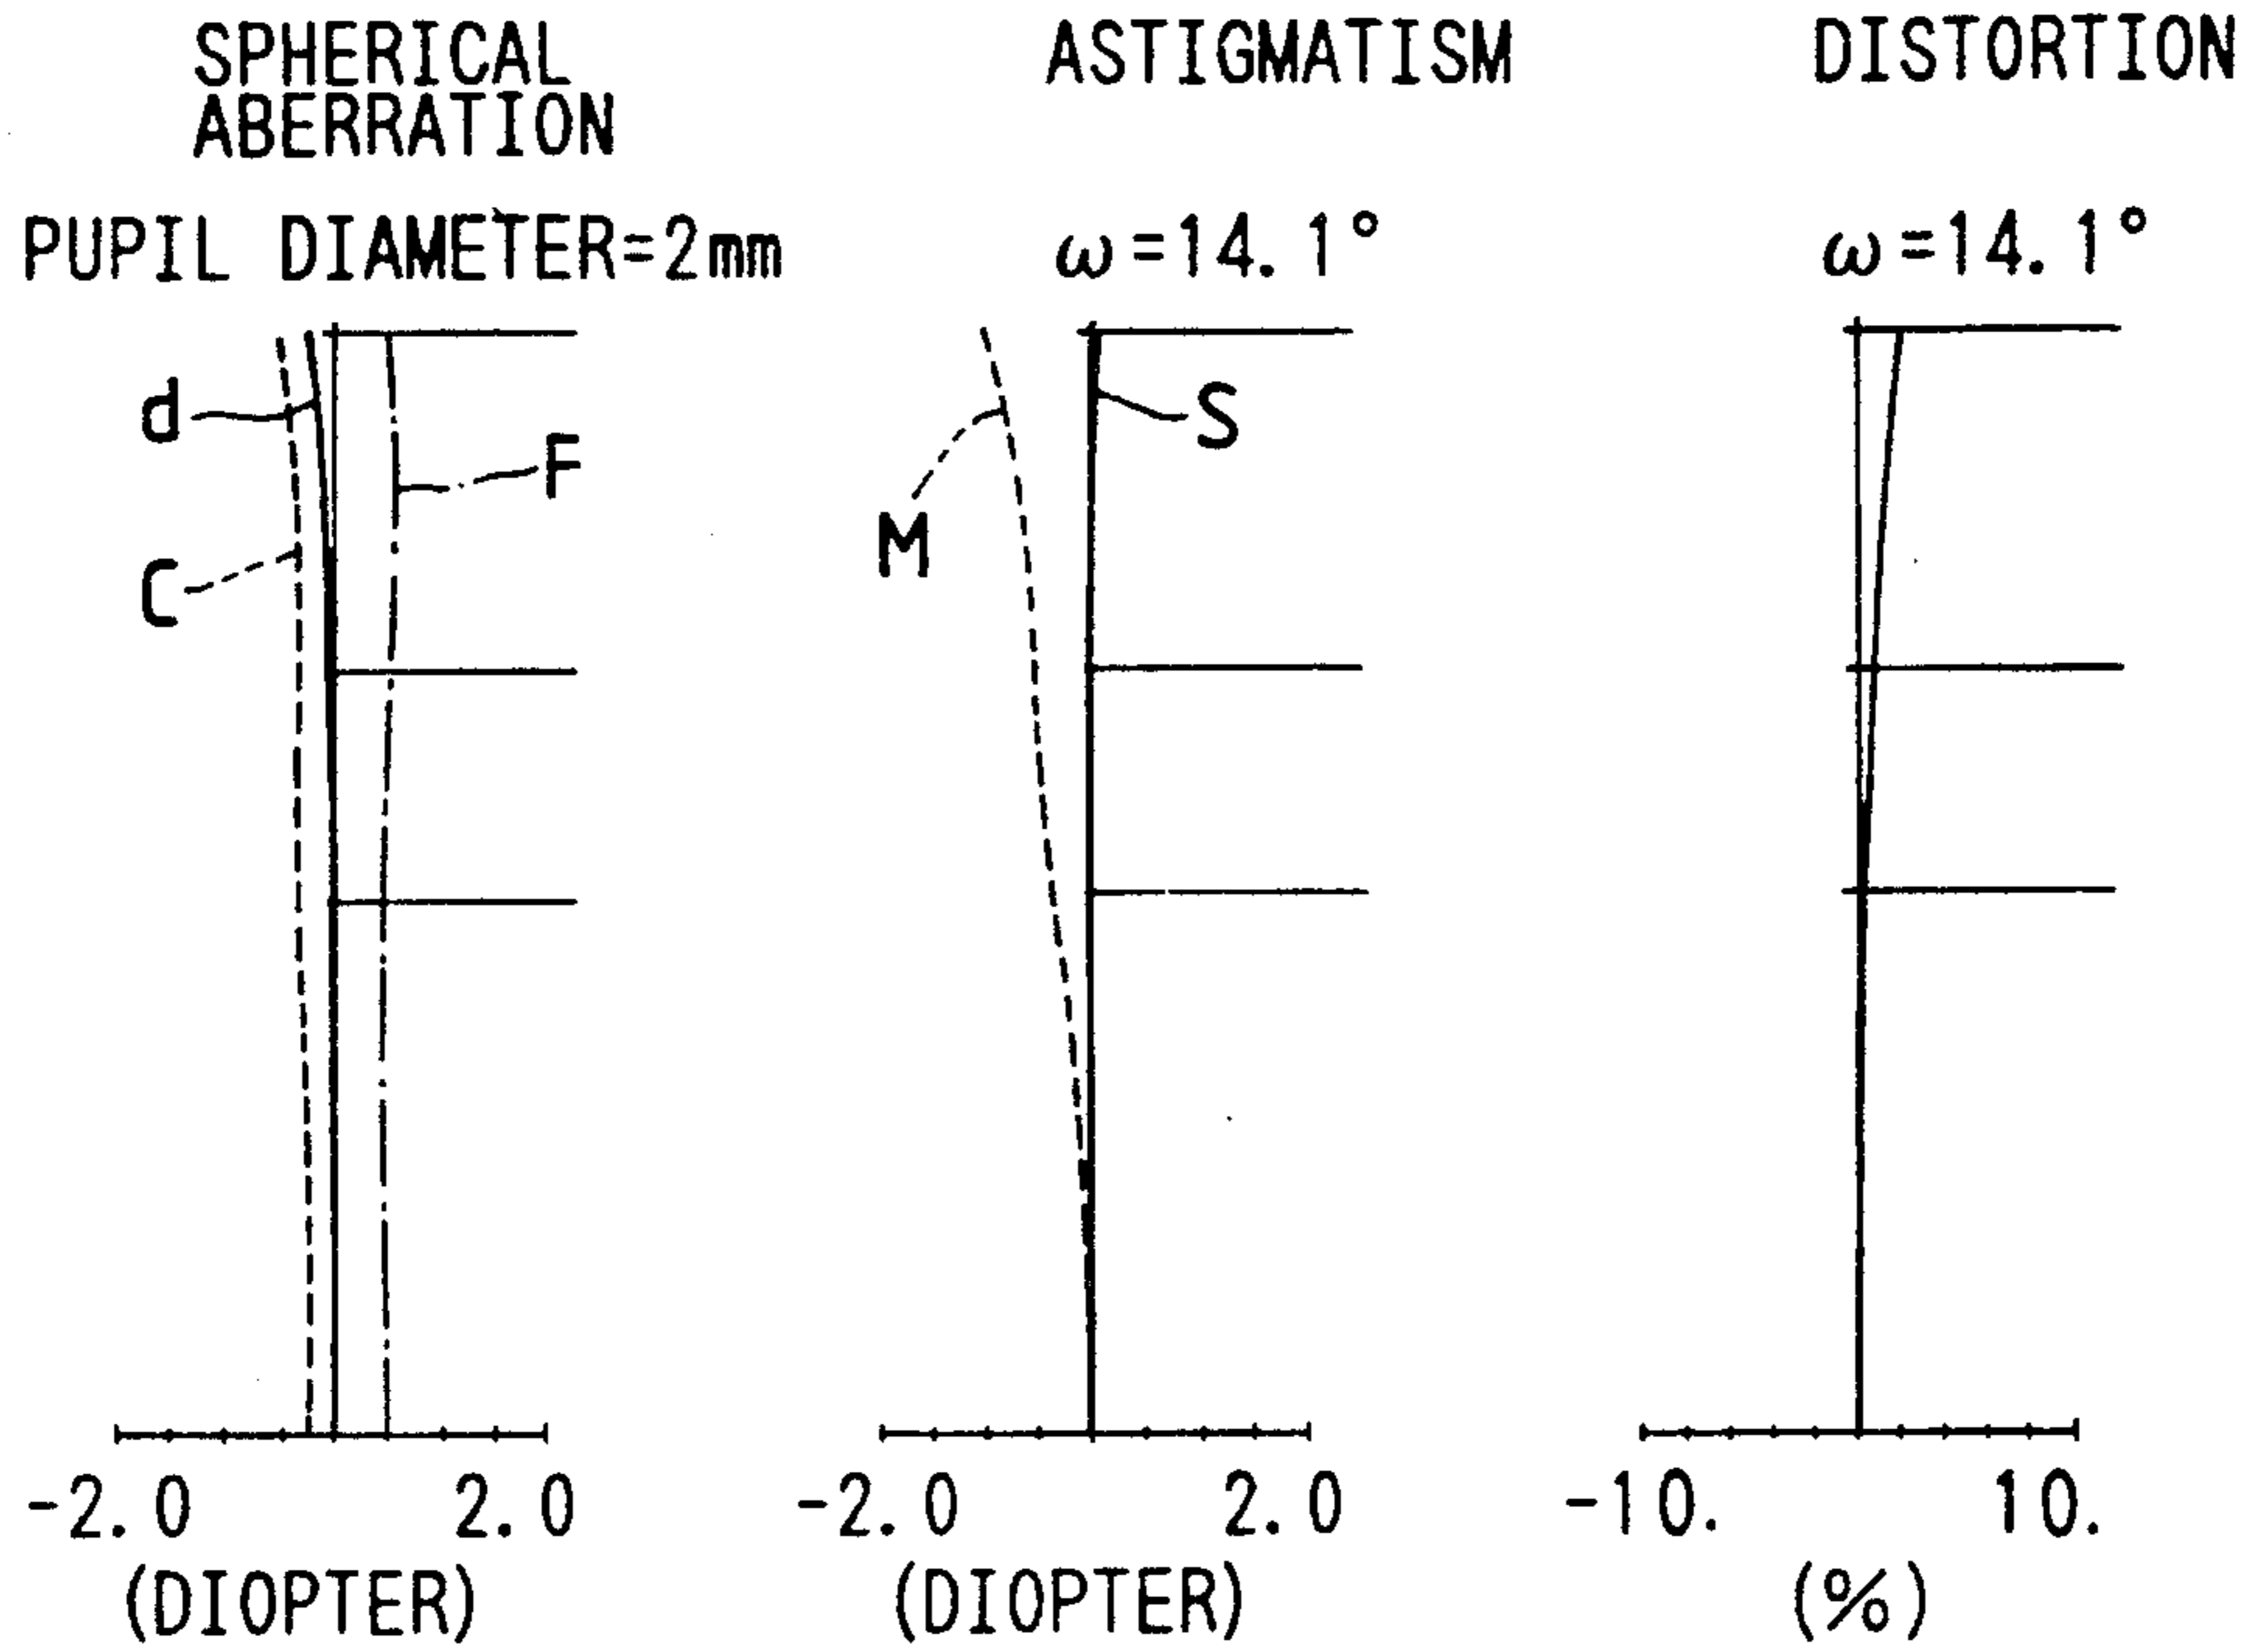 SPHERICAL
ABERRATION
PUPIL DIAMETER=2mm
d
F
C
-2.0 2.0
(DIOPTER)
ASTIGMATISM
ω=14.1°
S
M
-2.0 2.0
(DIOPTER)
DISTORTION
ω=14.1°
-10. 10.
(%)